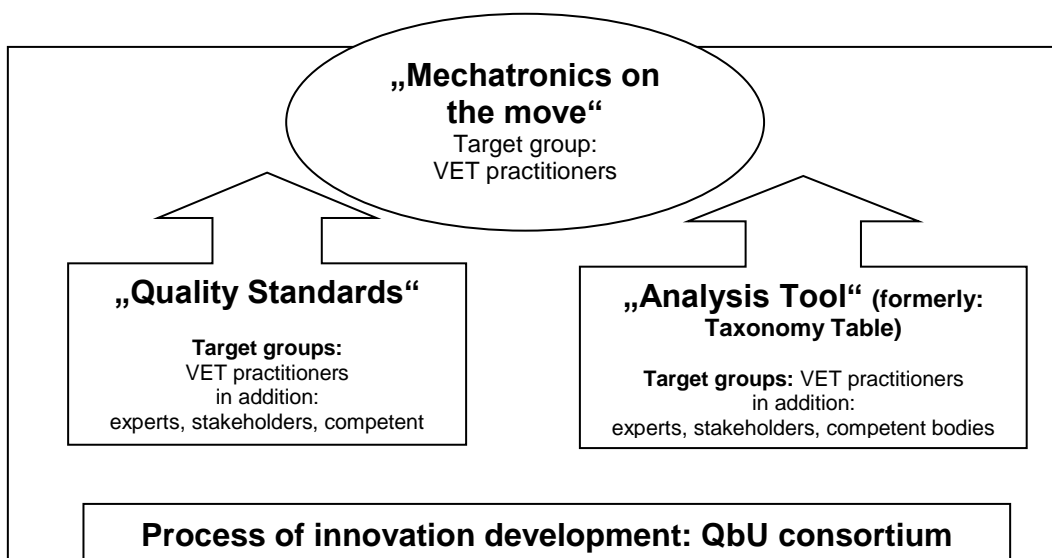 „Mechatronics on
the move“
Target group:
VET practitioners
„Quality Standards“
Target groups:
VET practitioners
in addition:
experts, stakeholders, competent
„Analysis Tool“ (formerly:
Taxonomy Table)
Target groups: VET practitioners
in addition:
experts, stakeholders, competent bodies
Process of innovation development: QbU consortium